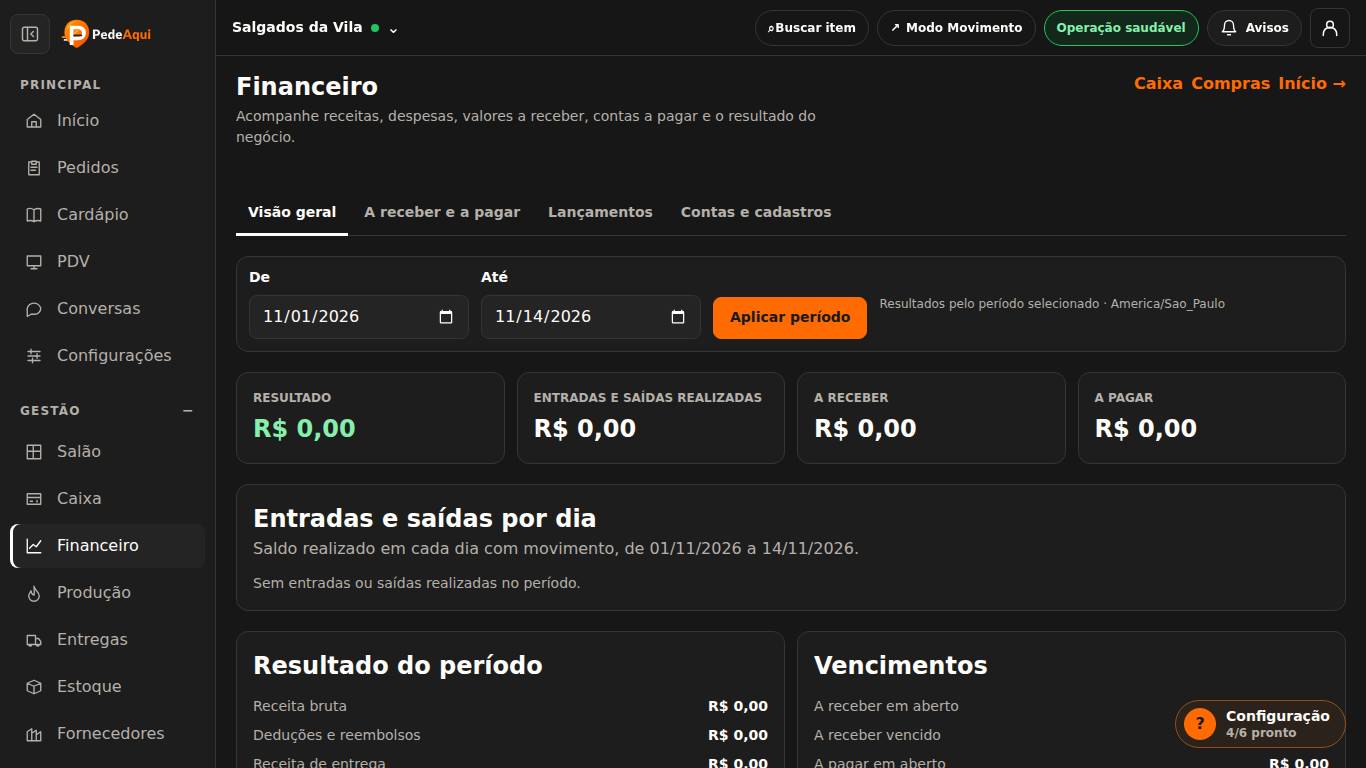 PedeAqui
Salgados da Vila
Buscar item
↗ Modo Movimento
Operação saudável
Avisos
PRINCIPAL
Início
Pedidos
Cardápio
PDV
Conversas
Configurações
GESTÃO −
Salão
Caixa
Financeiro
Produção
Entregas
Estoque
Fornecedores
Financeiro
Caixa Compras Início →
Acompanhe receitas, despesas, valores a receber, contas a pagar e o resultado do
negócio.
Visão geral
A receber e a pagar
Lançamentos
Contas e cadastros
De
11/01/2026
Até
11/14/2026
Aplicar período
Resultados pelo período selecionado · America/Sao_Paulo
RESULTADO
R$ 0,00
ENTRADAS E SAÍDAS REALIZADAS
R$ 0,00
A RECEBER
R$ 0,00
A PAGAR
R$ 0,00
Entradas e saídas por dia
Saldo realizado em cada dia com movimento, de 01/11/2026 a 14/11/2026.
Sem entradas ou saídas realizadas no período.
Resultado do período
Receita bruta R$ 0,00
Deduções e reembolsos R$ 0,00
Receita de entrega R$ 0,00
Vencimentos
A receber em aberto
A receber vencido
A pagar em aberto R$ 0,00
?
Configuração
4/6 pronto